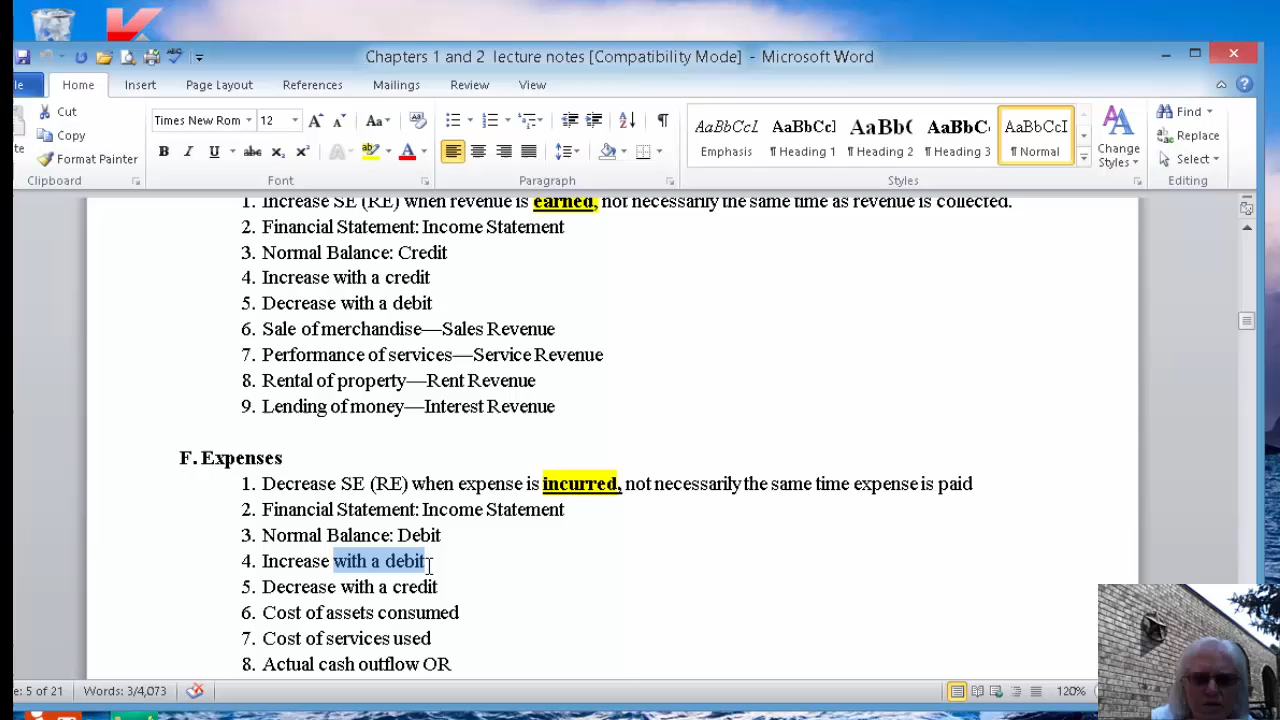 Chapters 1 and 2 lecture notes [Compatibility Mode] - Microsoft Word
le Home Insert Page Layout References Mailings Review View
Cut
Copy
te Format Painter
Clipboard
Times New Rom 12
Font
Paragraph
AaBbCcI AaBbCc] AaBb( AaBbC AaBbCcI
Emphasis ¶ Heading 1 ¶ Heading 2 ¶ Heading 3 ¶ Normal
Change
Styles
Styles
Find
Replace
Select
Editing
1. Increase SE (RE) when revenue is earned, not necessarily the same time as revenue is collected.
2. Financial Statement: Income Statement
3. Normal Balance: Credit
4. Increase with a credit
5. Decrease with a debit
6. Sale of merchandise—Sales Revenue
7. Performance of services—Service Revenue
8. Rental of property—Rent Revenue
9. Lending of money—Interest Revenue
F. Expenses
1. Decrease SE (RE) when expense is incurred, not necessarily the same time expense is paid
2. Financial Statement: Income Statement
3. Normal Balance: Debit
4. Increase with a debit
5. Decrease with a credit
6. Cost of assets consumed
7. Cost of services used
8. Actual cash outflow OR
e: 5 of 21 Words: 3/4,073 120%